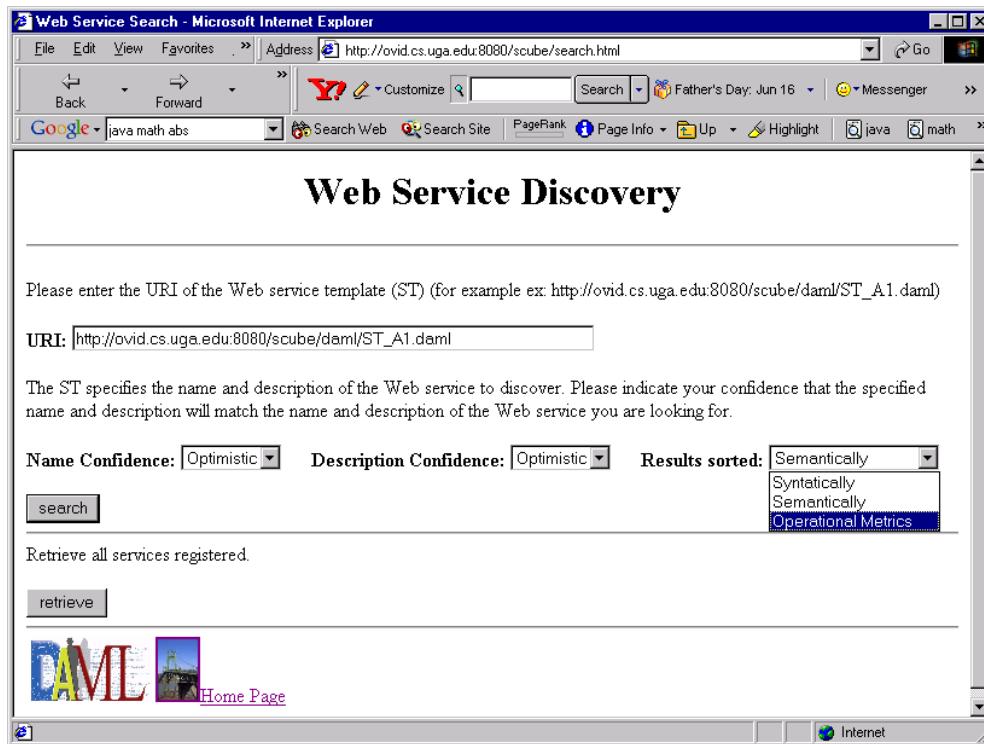 Web Service Search - Microsoft Internet Explorer
File Edit View Favorites » Address http://ovid.cs.uga.edu:8080/scube/search.html Go
Back Forward » Y! Customize Search Father's Day: Jun 16 Messenger »
Google java math abs Search Web Search Site PageRank Page Info Up Highlight java math »
Web Service Discovery
Please enter the URI of the Web service template (ST) (for example ex: http://ovid.cs.uga.edu:8080/scube/daml/ST_A1.daml)
URI: http://ovid.cs.uga.edu:8080/scube/daml/ST_A1.daml
The ST specifies the name and description of the Web service to discover. Please indicate your confidence that the specified
name and description will match the name and description of the Web service you are looking for.
Name Confidence: Optimistic Description Confidence: Optimistic Results sorted: Semantically
Syntatically
Semantically
Operational Metrics
search
Retrieve all services registered.
retrieve
DAML Home Page
Internet